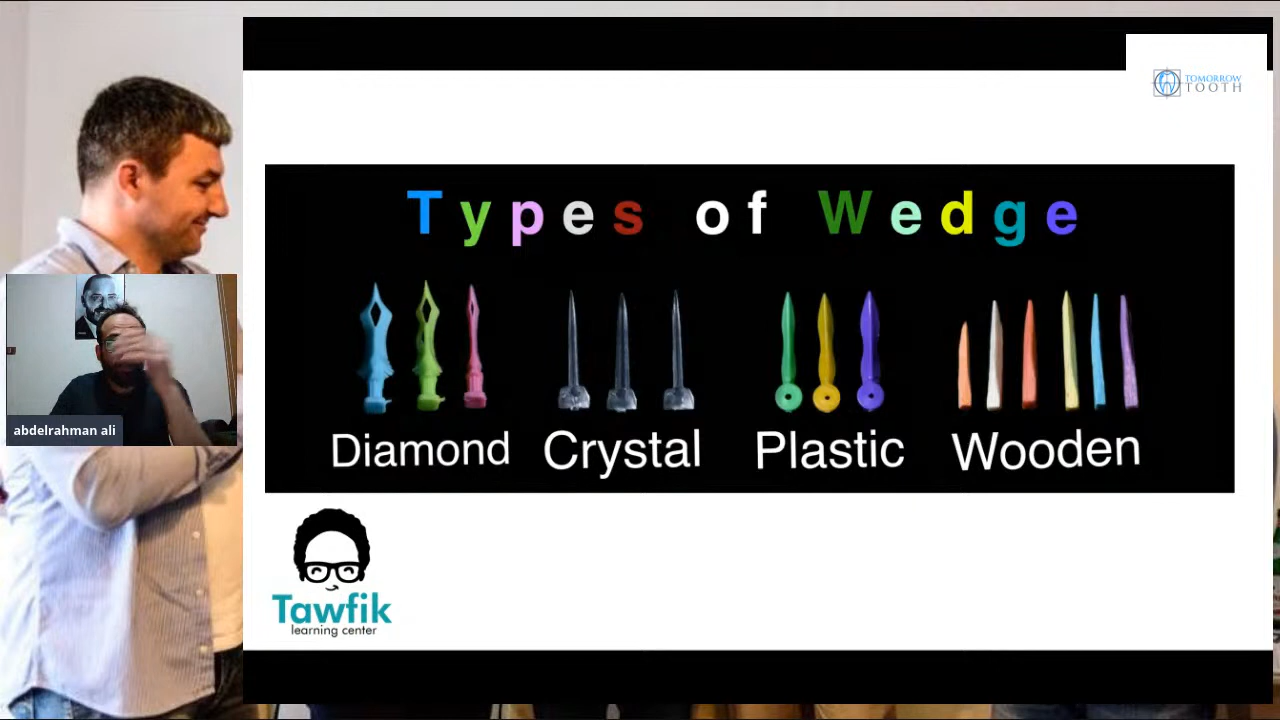 TOMORROW
TOOTH
Types of Wedge
Diamond Crystal Plastic Wooden
abdelrahman ali
Tawfik
learning center